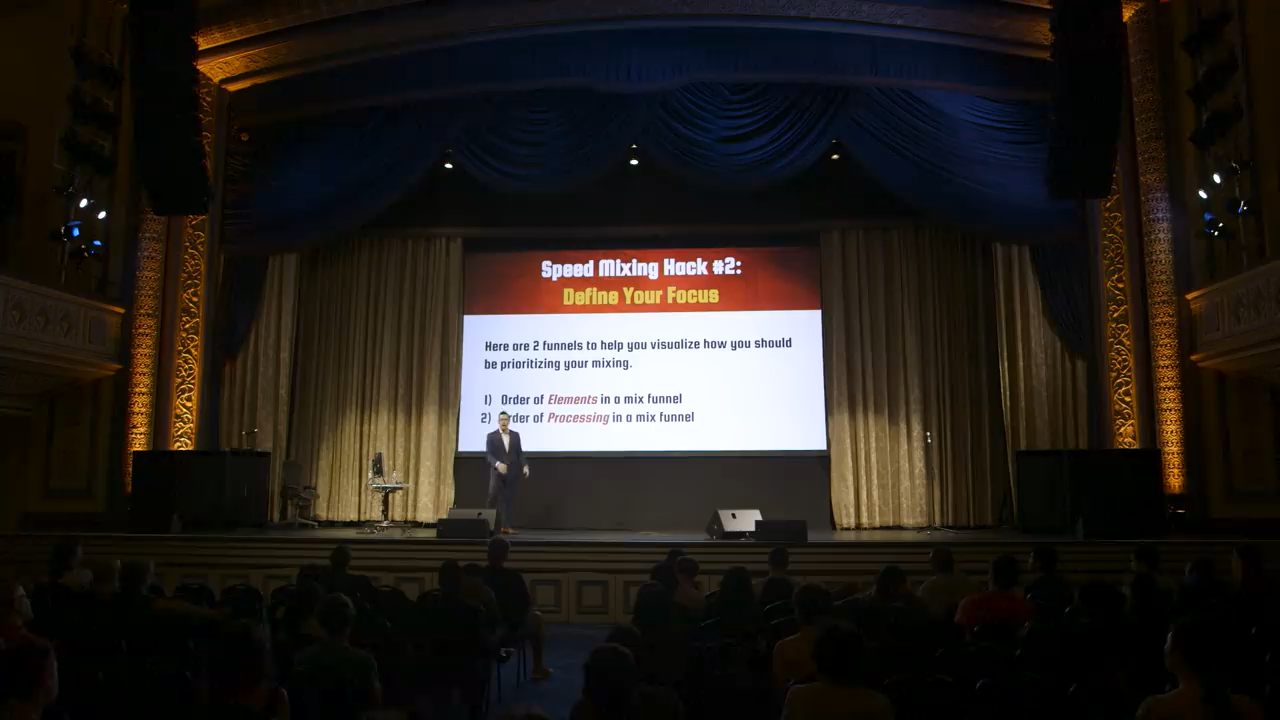 Speed Mixing Hack #2:
Define Your Focus
Here are 2 funnels to help you visualize how you should
be prioritizing your mixing.
1) Order of Elements in a mix funnel
2) Order of Processing in a mix funnel